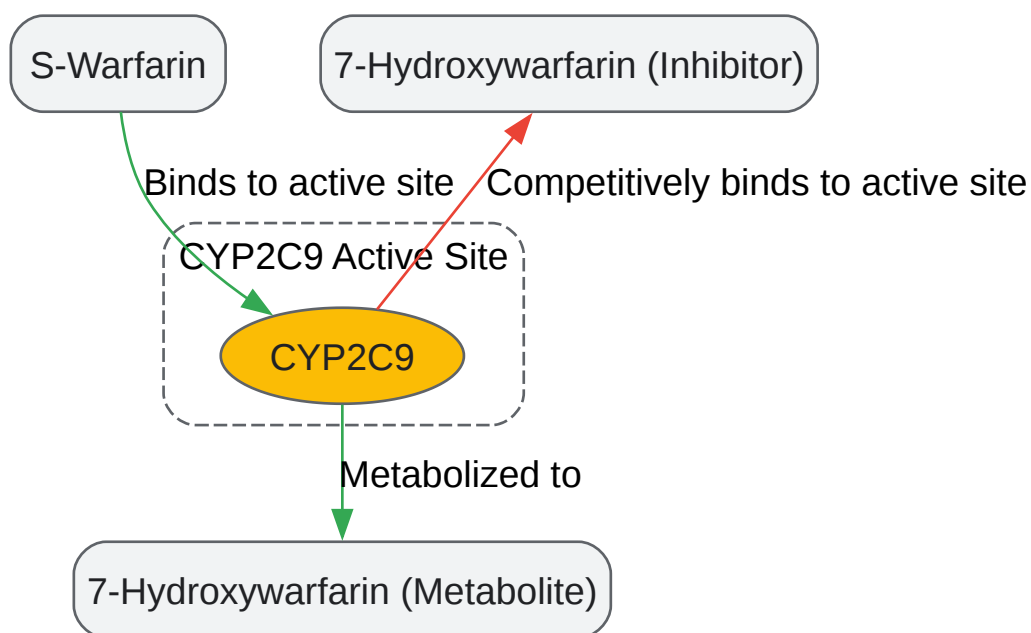 S-Warfarin
7-Hydroxywarfarin (Inhibitor)
Binds to active site
Competitively binds to active site
CYP2C9 Active Site
CYP2C9
Metabolized to
7-Hydroxywarfarin (Metabolite)